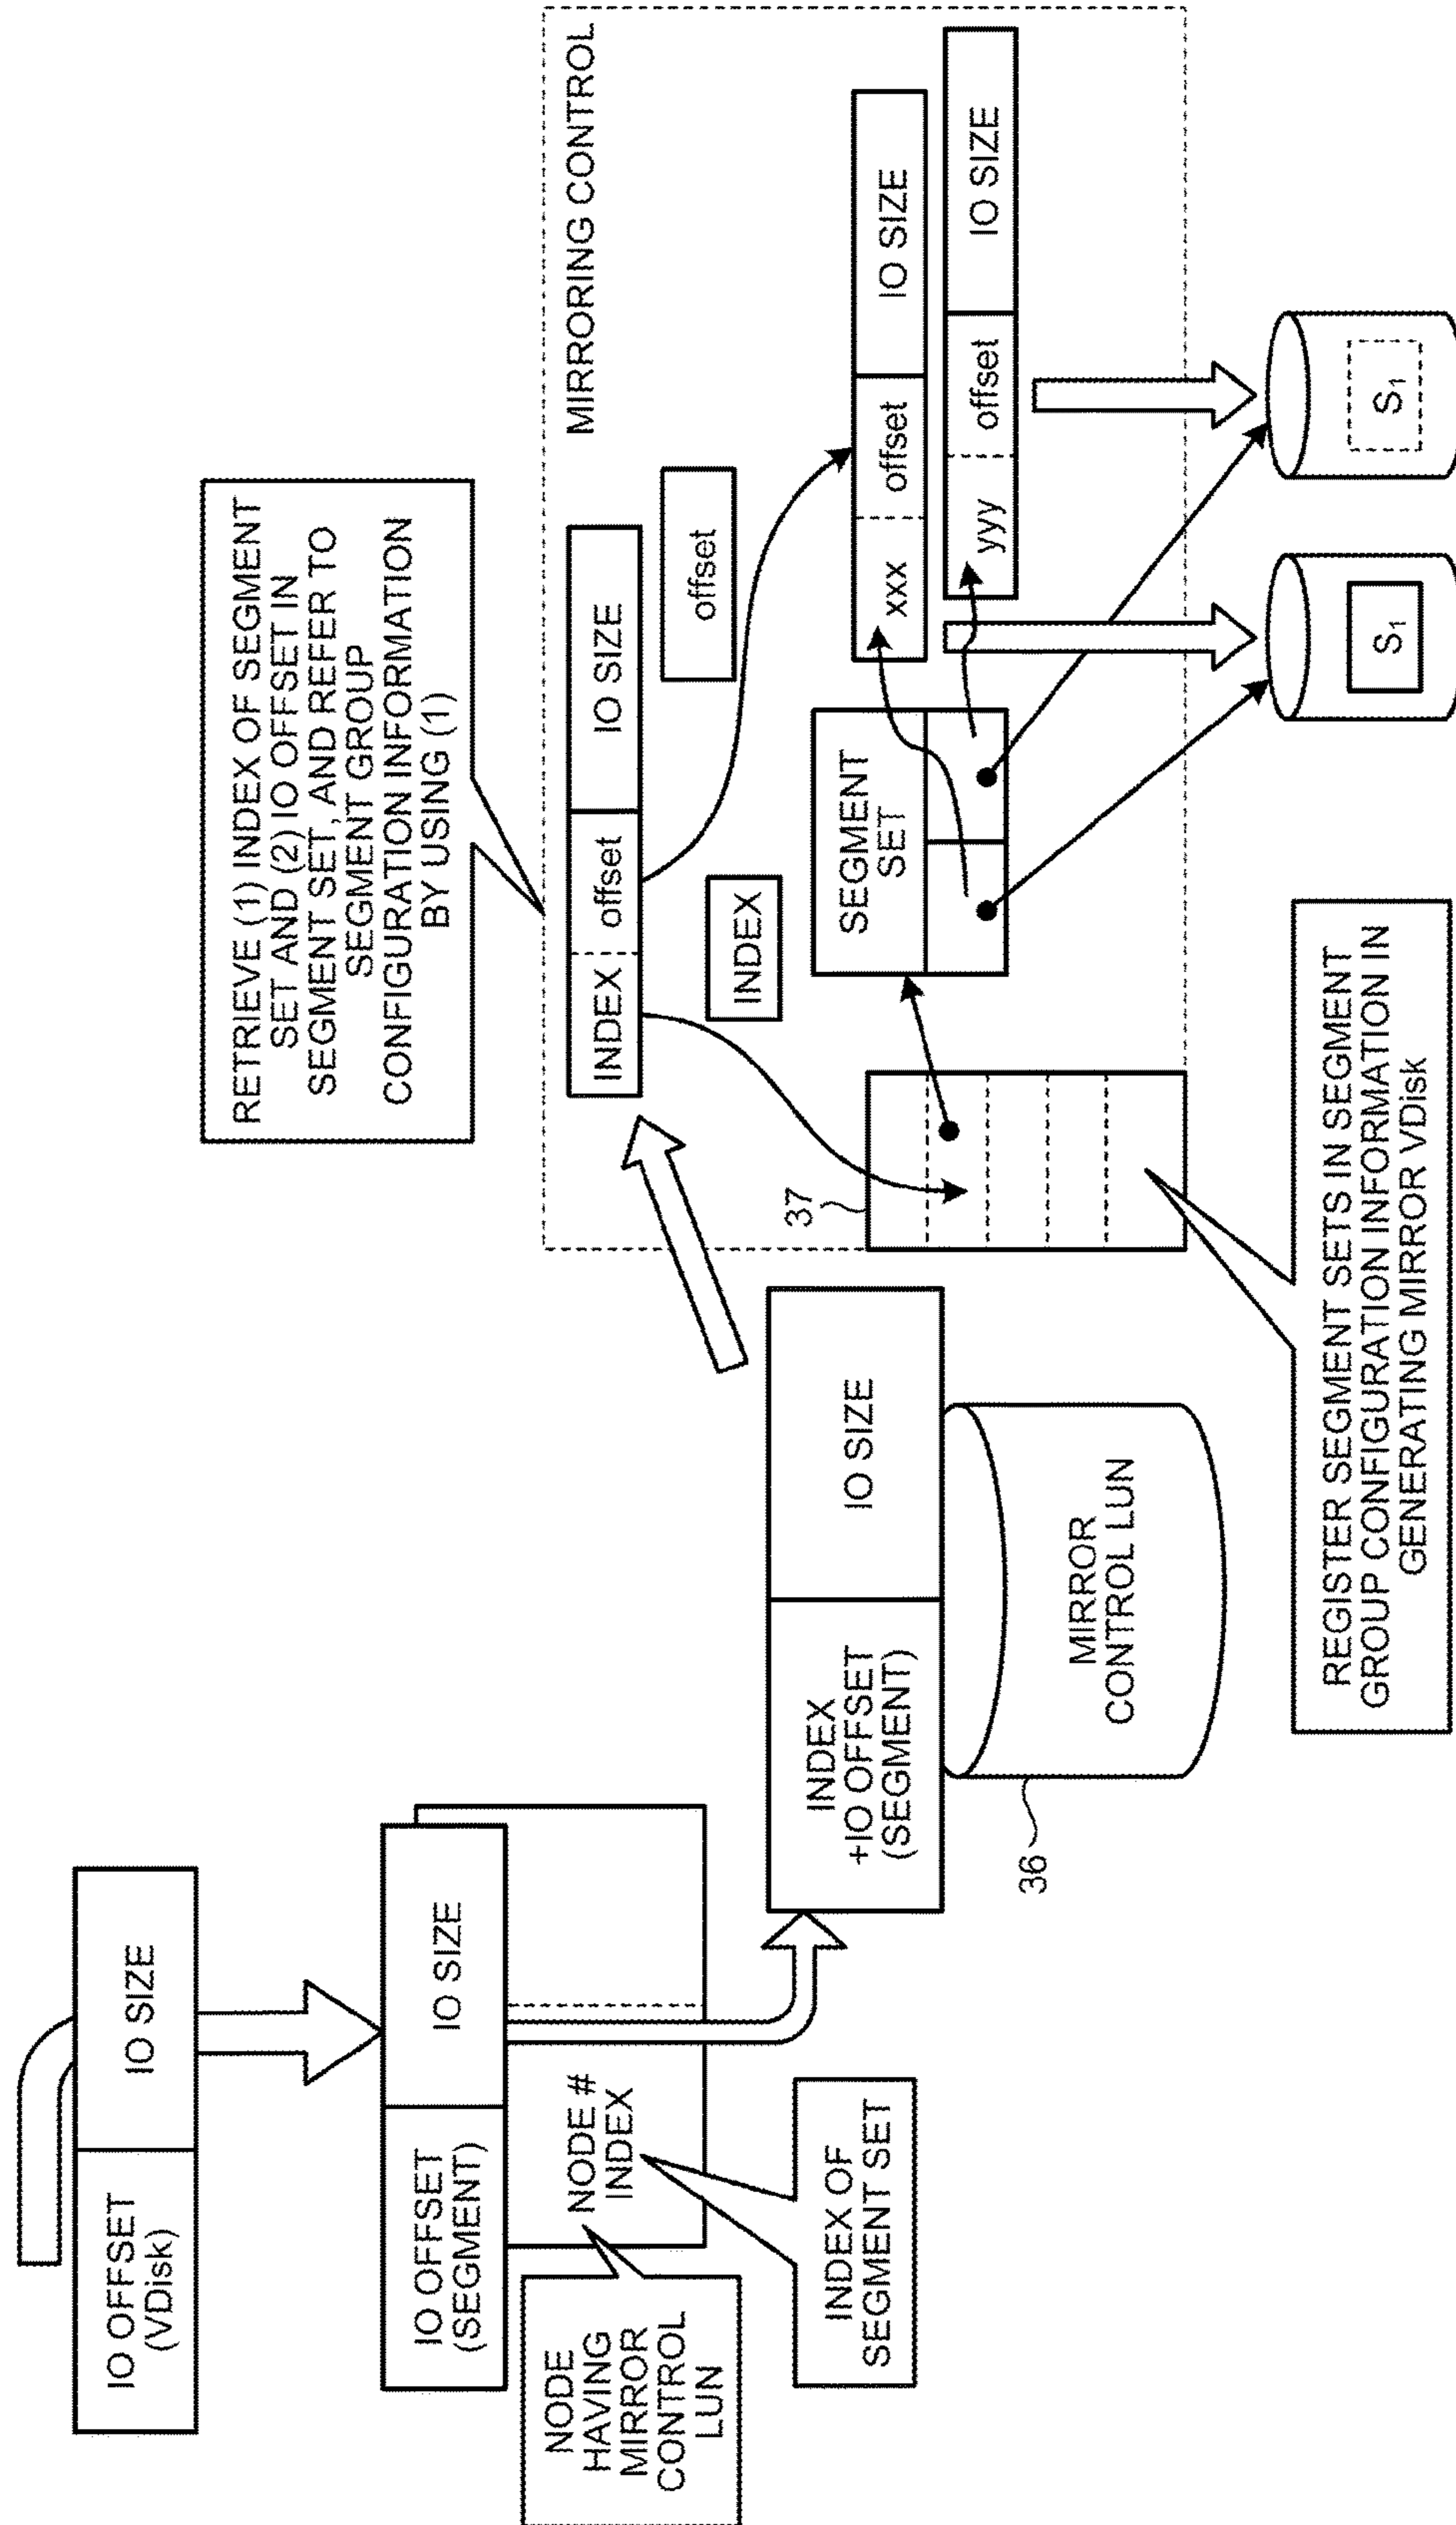 IO OFFSET
(VDisk)
IO SIZE
IO OFFSET
(SEGMENT)
IO SIZE
NODE #
INDEX
NODE
HAVING
MIRROR
CONTROL
LUN
INDEX OF
SEGMENT SET
INDEX
+IO OFFSET
(SEGMENT)
IO SIZE
MIRROR
CONTROL LUN
36
RETRIEVE (1) INDEX OF SEGMENT
SET AND (2) IO OFFSET IN
SEGMENT SET, AND REFER TO
SEGMENT GROUP
CONFIGURATION INFORMATION
BY USING (1)
MIRRORING CONTROL
INDEX
offset
IO SIZE
offset
INDEX
37
SEGMENT
SET
xxx
offset
IO SIZE
yyy
offset
IO SIZE
S1
S1
REGISTER SEGMENT SETS IN SEGMENT
GROUP CONFIGURATION INFORMATION IN
GENERATING MIRROR VDisk